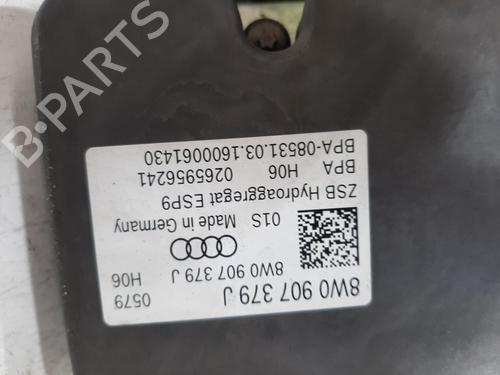 8W0 907 379 J
0579
8W0 907 379 J H06
01S Made in Germany
ZSB Hydroaggregat ESP9
BPA H06 0265956241
BPA-08531.03.1600061430
B-PARTS